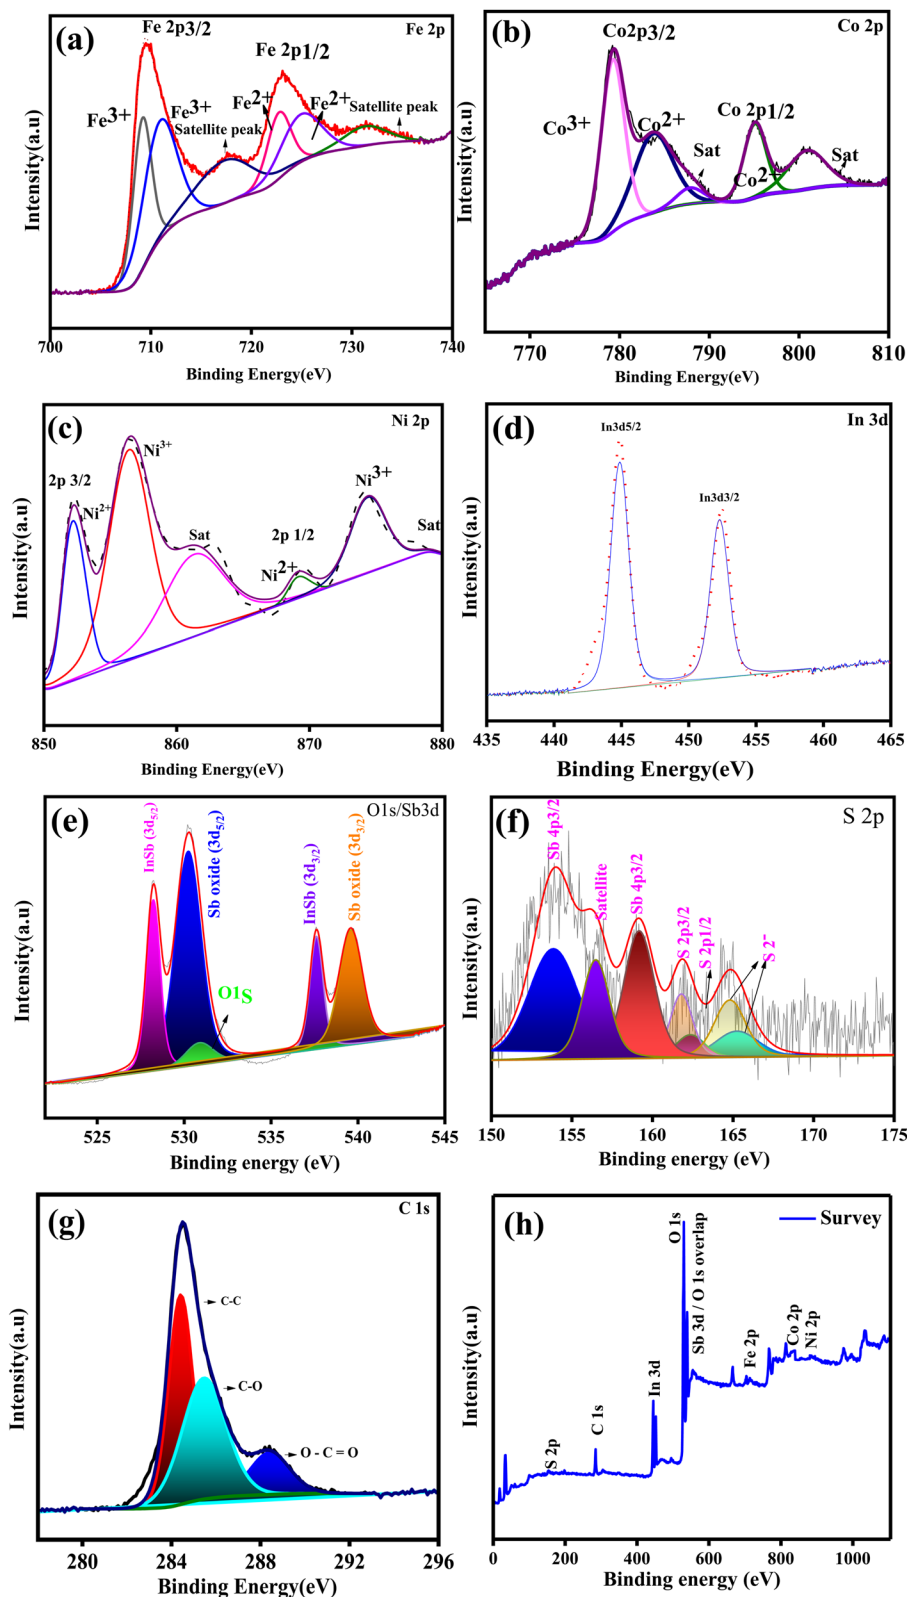 (a)
Fe 2p3/2
Fe 2p
Fe 2p1/2
Fe3+
Fe3+
Satellite peak
Fe2+
Fe2+
Satellite peak
Intensity(a.u)
700 710 720 730 740
Binding Energy(eV)
(b)
Co 2p
Co2p3/2
Co3+
Co2+
Sat
Co 2p1/2
Co2+
Sat
Intensity(a.u)
770 780 790 800 810
Binding Energy(eV)
(c)
Ni 2p
2p 3/2
Ni2+
Ni3+
Sat
2p 1/2
Ni2+
Ni3+
Sat
Intensity(a.u)
850 860 870 880
Binding Energy(eV)
(d)
In 3d
In3d5/2
In3d3/2
Intensity(a.u)
435 440 445 450 455 460 465
Binding Energy(eV)
(e)
O1s/Sb3d
InSb (3d5/2)
Sb oxide (3d5/2)
O1S
InSb (3d3/2)
Sb oxide (3d3/2)
Intensity(a.u)
525 530 535 540 545
Binding energy (eV)
(f)
S 2p
Sb 4p3/2
Satellite
Sb 4p3/2
S 2p3/2
S 2p1/2
S 2-
Intensity(a.u)
150 155 160 165 170 175
Binding energy (eV)
(g)
C 1s
C-C
C-O
O - C = O
Intensity(a.u)
280 284 288 292 296
Binding Energy(eV)
(h)
Survey
S 2p
C 1s
In 3d
O 1s
Sb 3d / O 1s overlap
Fe 2p
Co 2p
Ni 2p
Intensity(a.u)
0 200 400 600 800 1000
Binding energy (eV)